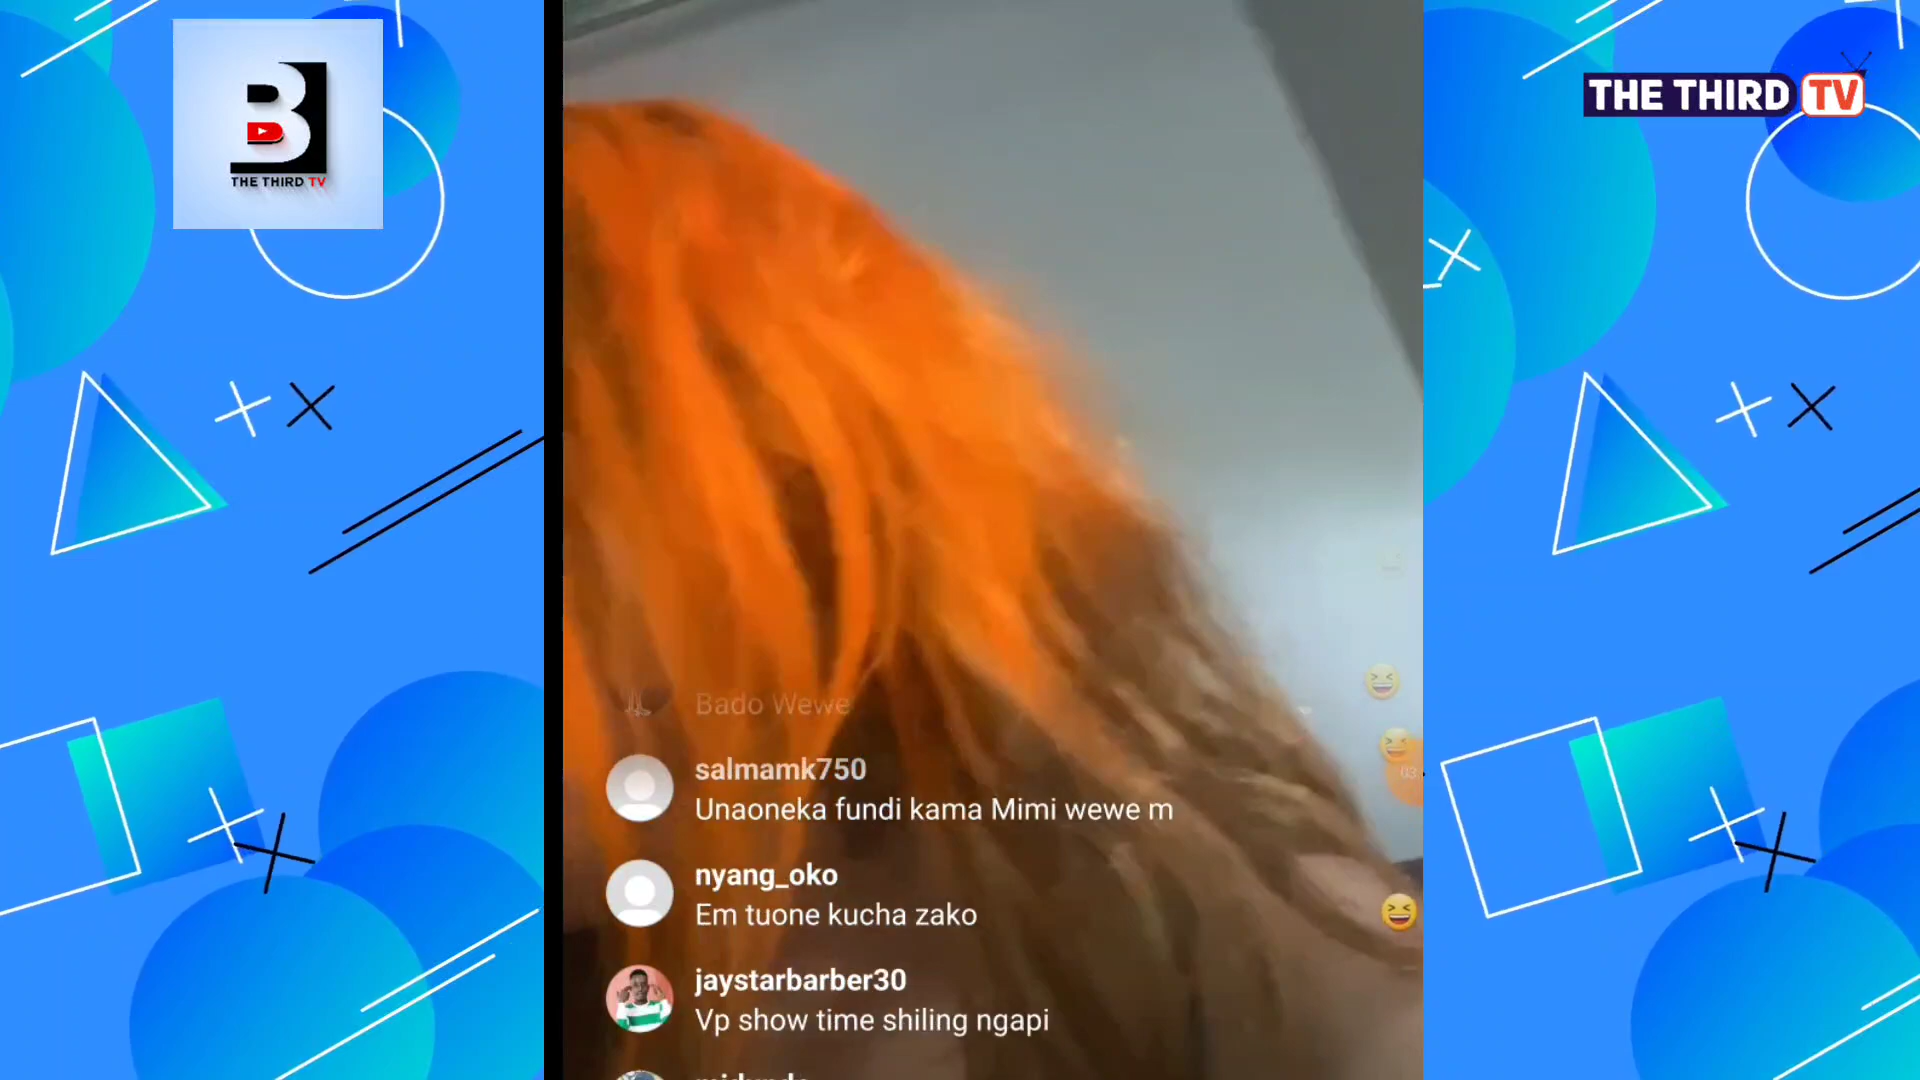 THE THIRD TV
THE THIRD TV
Bado Wewe
salmamk750
Unaoneka fundi kama Mimi wewe m
nyang_oko
Em tuone kucha zako
jaystarbarber30
Vp show time shiling ngapi